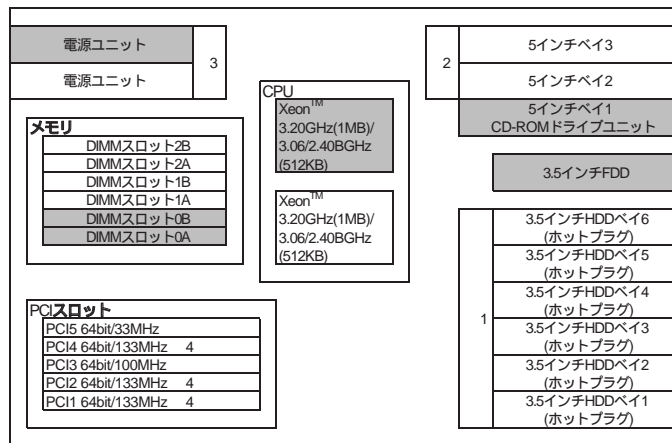 電源ユニット
電源ユニット
3
メモリ
DIMMスロット2B
DIMMスロット2A
DIMMスロット1B
DIMMスロット1A
DIMMスロット0B
DIMMスロット0A
PCIスロット
PCI5 64bit/33MHz
PCI4 64bit/133MHz 4
PCI3 64bit/100MHz
PCI2 64bit/133MHz 4
PCI1 64bit/133MHz 4
CPU
Xeon™
3.20GHz(1MB)/
3.06/2.40BGHz
(512KB)
Xeon™
3.20GHz(1MB)/
3.06/2.40BGHz
(512KB)
2
5インチベイ3
5インチベイ2
5インチベイ1
CD-ROMドライブユニット
3.5インチFDD
1
3.5インチHDDベイ6
(ホットプラグ)
3.5インチHDDベイ5
(ホットプラグ)
3.5インチHDDベイ4
(ホットプラグ)
3.5インチHDDベイ3
(ホットプラグ)
3.5インチHDDベイ2
(ホットプラグ)
3.5インチHDDベイ1
(ホットプラグ)